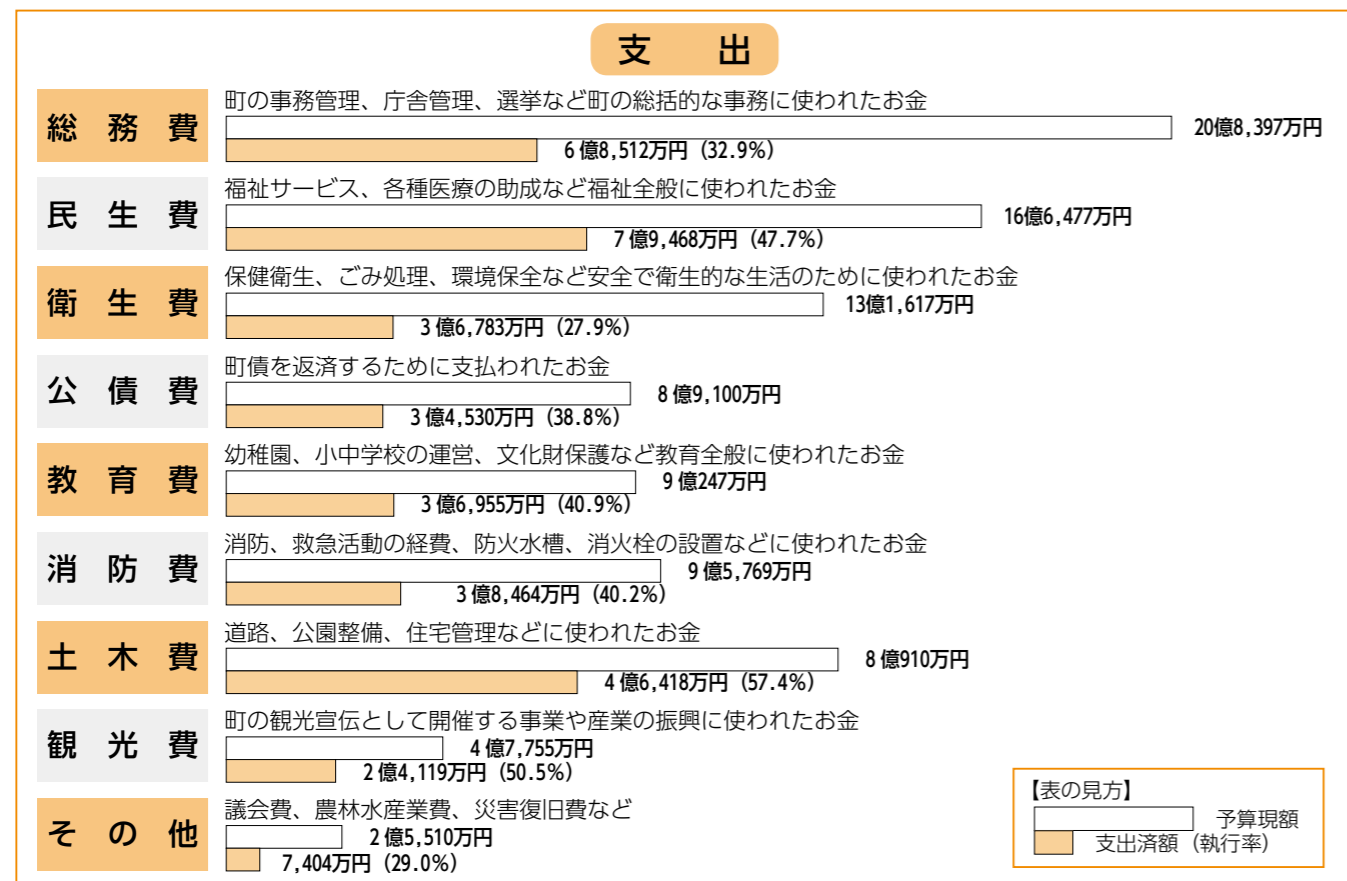 支 出
総 務 費
町の事務管理、庁舎管理、選挙など町の総括的な事務に使われたお金
20億8,397万円
6億8,512万円（32.9%）
民 生 費
福祉サービス、各種医療の助成など福祉全般に使われたお金
16億6,477万円
7億9,468万円（47.7%）
衛 生 費
保健衛生、ごみ処理、環境保全など安全で衛生的な生活のために使われたお金
13億1,617万円
3億6,783万円（27.9%）
公 債 費
町債を返済するために支払われたお金
8億9,100万円
3億4,530万円（38.8%）
教 育 費
幼稚園、小中学校の運営、文化財保護など教育全般に使われたお金
9億247万円
3億6,955万円（40.9%）
消 防 費
消防、救急活動の経費、防火水槽、消火栓の設置などに使われたお金
9億5,769万円
3億8,464万円（40.2%）
土 木 費
道路、公園整備、住宅管理などに使われたお金
8億910万円
4億6,418万円（57.4%）
観 光 費
町の観光宣伝として開催する事業や産業の振興に使われたお金
4億7,755万円
2億4,119万円（50.5%）
そ の 他
議会費、農林水産業費、災害復旧費など
2億5,510万円
7,404万円（29.0%）
【表の見方】
予算現額
支出済額（執行率）